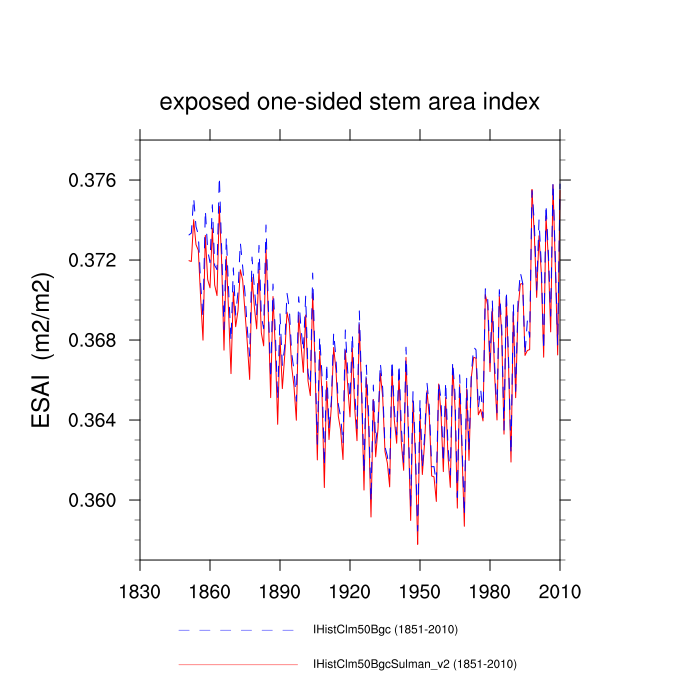 exposed one-sided stem area index
ESAI (m2/m2)
0.376
0.372
0.368
0.364
0.360
1830 1860 1890 1920 1950 1980 2010
IHistClm50Bgc (1851-2010)
IHistClm50BgcSulman_v2 (1851-2010)